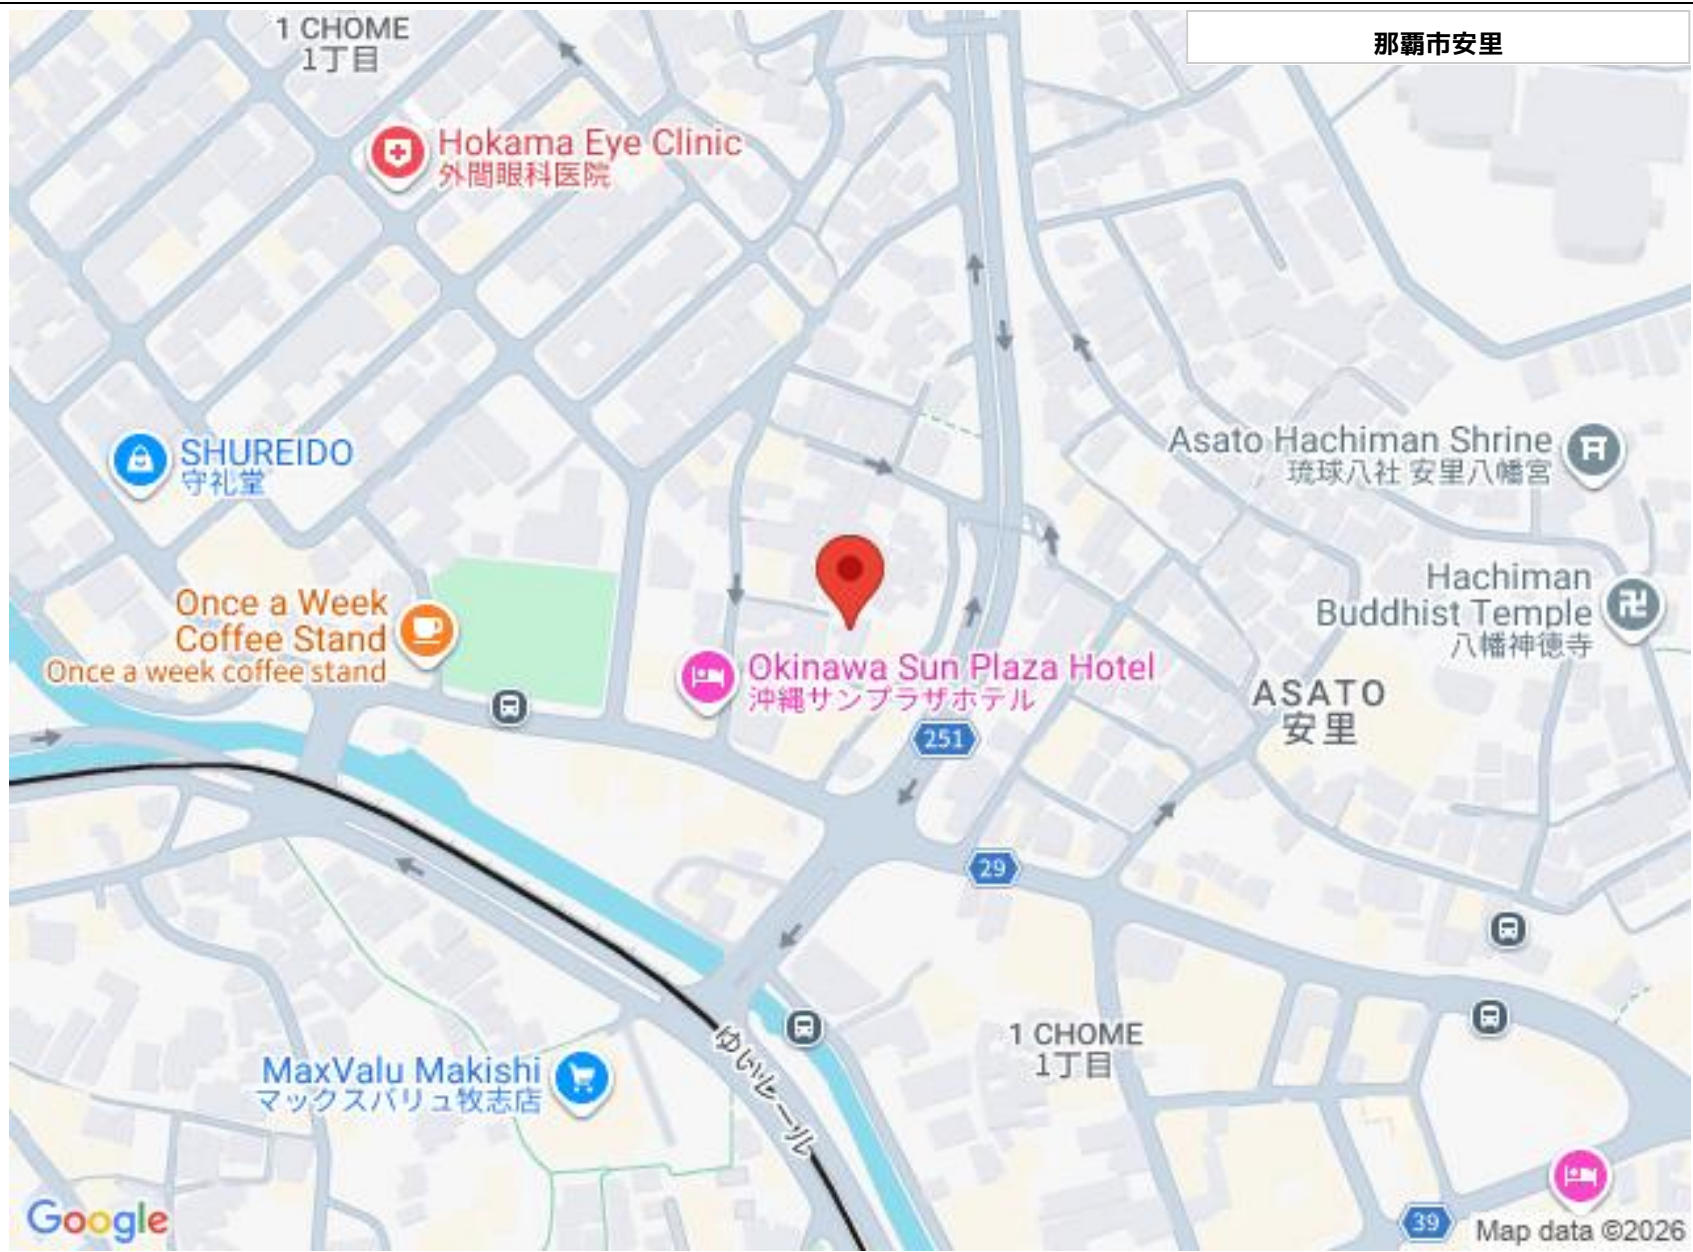 1 CHOME
1丁目
那覇市安里
Hokama Eye Clinic
外間眼科医院
SHUREIDO
守礼堂
Asato Hachiman Shrine
琉球八社 安里八幡宮
Once a Week
Coffee Stand
Once a week coffee stand
Hachiman
Buddhist Temple
八幡神徳寺
Okinawa Sun Plaza Hotel
沖縄サンプラザホテル
ASATO
安里
251
29
1 CHOME
1丁目
MaxValu Makishi
マックスバリュ牧志店
ゆいレール
39
Google
Map data ©2026